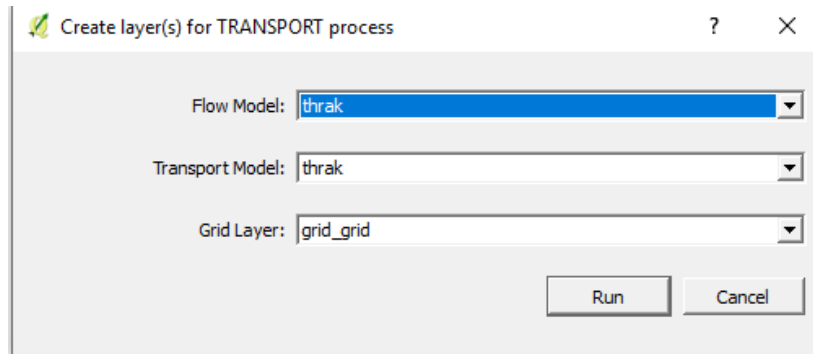 Create layer(s) for TRANSPORT process ?
Flow Model: thrak
Transport Model: thrak
Grid Layer: grid_grid
Run Cancel